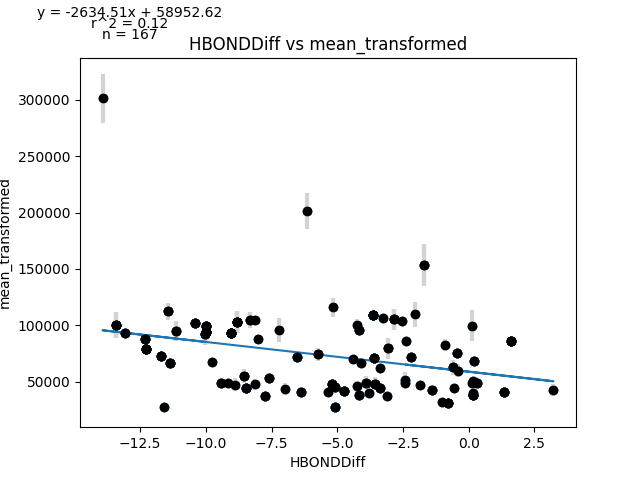 y = -2634.51x + 58952.62
r^2 = 0.12
n = 167
HBONDDiff vs mean_transformed
mean_transformed
300000
250000
200000
150000
100000
50000
−12.5 −10.0 −7.5 −5.0 −2.5 0.0 2.5
HBONDDiff